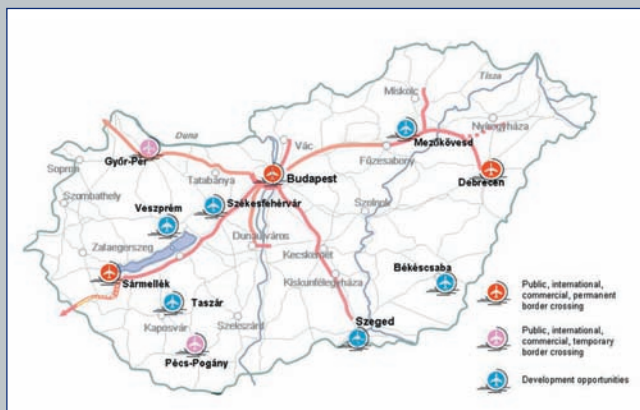 Tisza
Miskolc
Nyíregyháza
Mezőkövesd
Duna
Vác
Győr-Pér
Füzesabony
Sopron
Debrecen
Budapest
Tatabánya
Szombathely
Székesfehérvár
Veszprém
Szolnok
Dunaújváros
Zalaegerszeg
Kecskemét
Békéscsaba
Kiskunfélegyháza
Sármellék
Taszár
Szeged
Kaposvár
Szekszárd
Pécs-Pogány
Public, international,
commercial, permanent
border crossing
Public, international,
commercial, temporary
border crossing
Development opportunities